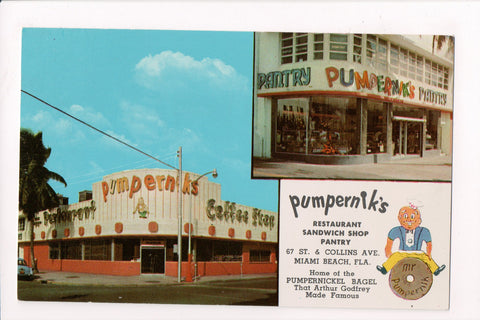 PANTRY PUMPERNIK'S PANTRY
PUMPERNIK'S
Restaurant
Coffee Shop
pumpernik's
RESTAURANT
SANDWICH SHOP
PANTRY
67 ST. & COLLINS AVE.
MIAMI BEACH, FLA.
Home of the
PUMPERNICKEL BAGEL
That Arthur Godfrey
Made Famous
mr
Pumpernik